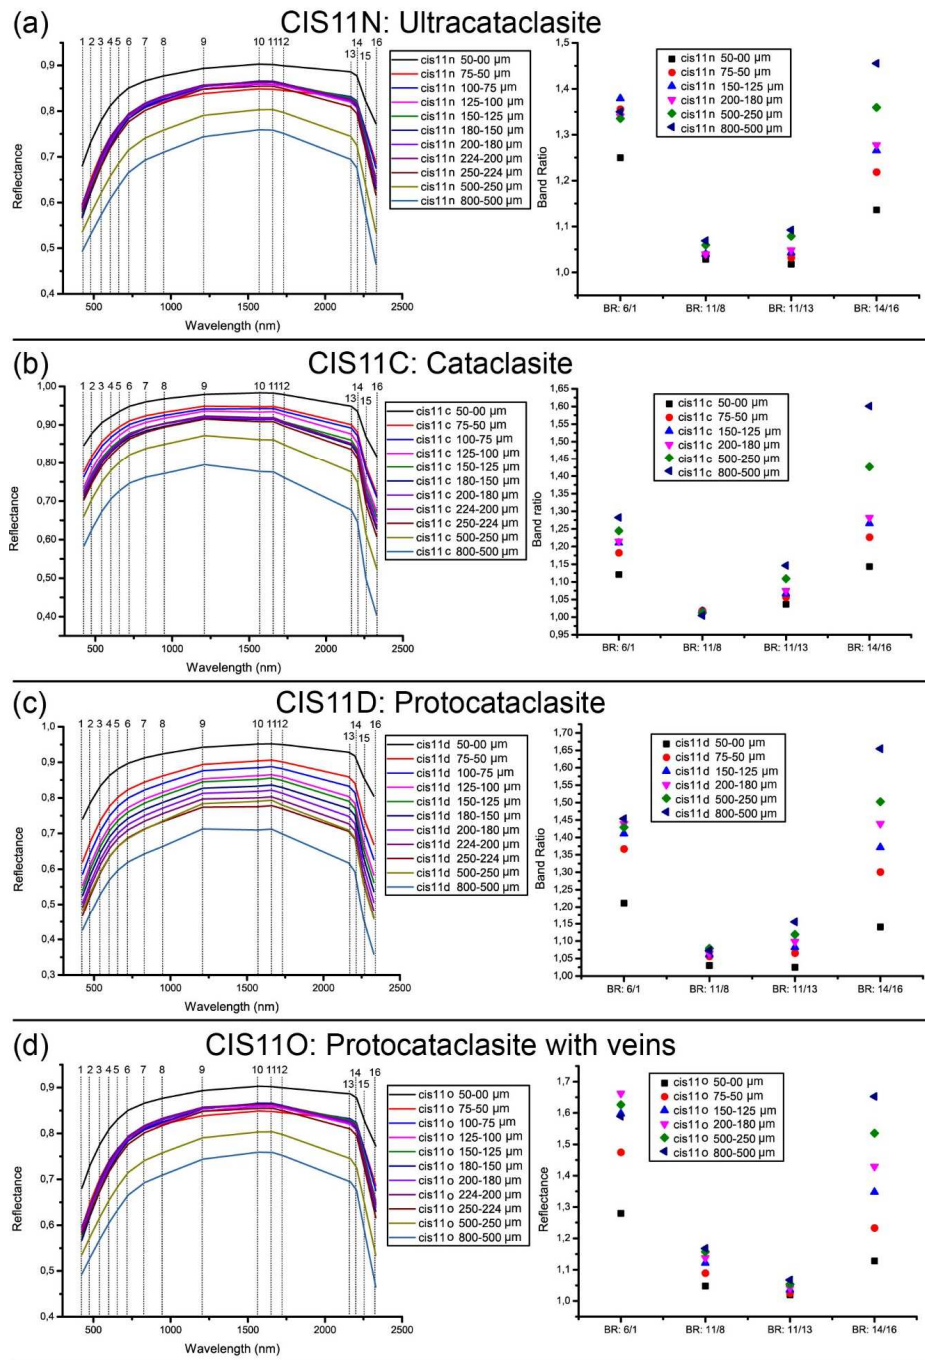 (a) CIS11N: Ultracataclasite
1 2 3 4 5 6 7 8 9 10 1112 13 14 15 16
0,9
0,8
0,7
0,6
0,5
0,4
Reflectance
500 1000 1500 2000 2500
Wavelength (nm)
cis11n 50-00 µm
cis11n 75-50 µm
cis11n 100-75 µm
cis11n 125-100 µm
cis11n 150-125 µm
cis11n 180-150 µm
cis11n 200-180 µm
cis11n 224-200 µm
cis11n 250-224 µm
cis11n 500-250 µm
cis11n 800-500 µm
1,5
1,4
1,3
1,2
1,1
1,0
Band Ratio
cis11n 50-00 µm
cis11n 75-50 µm
cis11n 150-125 µm
cis11n 200-180 µm
cis11n 500-250 µm
cis11n 800-500 µm
BR: 6/1 BR: 11/8 BR: 11/13 BR: 14/16
(b) CIS11C: Cataclasite
1 2 3 4 5 6 7 8 9 10 1112 13 14 15 16
1,00
0,90
0,80
0,70
0,60
0,50
0,40
Reflectance
500 1000 1500 2000 2500
Wavelength (nm)
cis11c 50-00 µm
cis11c 75-50 µm
cis11c 100-75 µm
cis11c 125-100 µm
cis11c 150-125 µm
cis11c 180-150 µm
cis11c 200-180 µm
cis11c 224-200 µm
cis11c 250-224 µm
cis11c 500-250 µm
cis11c 800-500 µm
1,65
1,60
1,55
1,50
1,45
1,40
1,35
1,30
1,25
1,20
1,15
1,10
1,05
1,00
0,95
Band ratio
cis11c 50-00 µm
cis11c 75-50 µm
cis11c 150-125 µm
cis11c 200-180 µm
cis11c 500-250 µm
cis11c 800-500 µm
BR: 6/1 BR: 11/8 BR: 11/13 BR: 14/16
(c) CIS11D: Protocataclasite
1 2 3 4 5 6 7 8 9 10 1112 13 14 15 16
1,0
0,9
0,8
0,7
0,6
0,5
0,4
0,3
Reflectance
500 1000 1500 2000 2500
Wavelength (nm)
cis11d 50-00 µm
cis11d 75-50 µm
cis11d 100-75 µm
cis11d 125-100 µm
cis11d 150-125 µm
cis11d 180-150 µm
cis11d 200-180 µm
cis11d 224-200 µm
cis11d 250-224 µm
cis11d 500-250 µm
cis11d 800-500 µm
1,70
1,65
1,60
1,55
1,50
1,45
1,40
1,35
1,30
1,25
1,20
1,15
1,10
1,05
1,00
Band Ratio
cis11d 50-00 µm
cis11d 75-50 µm
cis11d 150-125 µm
cis11d 200-180 µm
cis11d 500-250 µm
cis11d 800-500 µm
BR: 6/1 BR: 11/8 BR: 11/13 BR: 14/16
(d) CIS11O: Protocataclasite with veins
1 2 3 4 5 6 7 8 9 10 1112 13 14 15 16
0,9
0,8
0,7
0,6
0,5
0,4
Reflectance
500 1000 1500 2000 2500
Wavelength (nm)
cis11o 50-00 µm
cis11o 75-50 µm
cis11o 100-75 µm
cis11o 125-100 µm
cis11o 150-125 µm
cis11o 180-150 µm
cis11o 200-180 µm
cis11o 224-200 µm
cis11o 250-224 µm
cis11o 500-250 µm
cis11o 800-500 µm
1,7
1,6
1,5
1,4
1,3
1,2
1,1
1,0
Reflectance
cis11o 50-00 µm
cis11o 75-50 µm
cis11o 150-125 µm
cis11o 200-180 µm
cis11o 500-250 µm
cis11o 800-500 µm
BR: 6/1 BR: 11/8 BR: 11/13 BR: 14/16